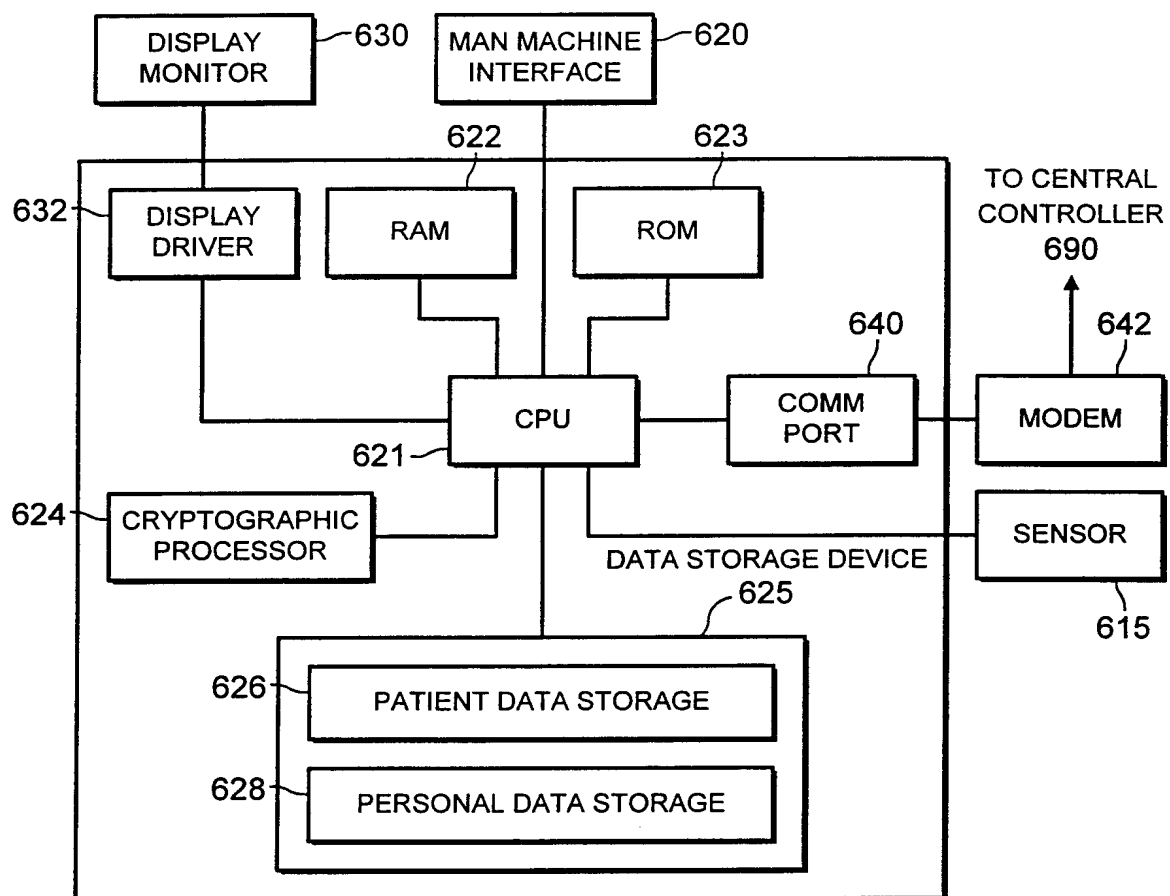 DISPLAY
MONITOR
630
MAN MACHINE
INTERFACE
620
622
623
632
DISPLAY
DRIVER
RAM
ROM
TO CENTRAL
CONTROLLER
690
640
642
CPU
621
COMM
PORT
MODEM
624
CRYPTOGRAPHIC
PROCESSOR
SENSOR
615
DATA STORAGE DEVICE
625
626
PATIENT DATA STORAGE
628
PERSONAL DATA STORAGE